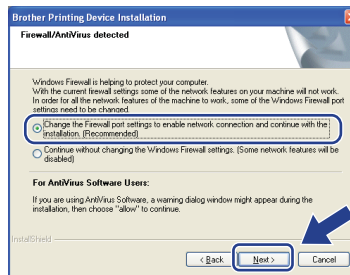 Brother Printing Device Installation
Firewall/AntiVirus detected
Windows Firewall is helping to protect your computer.
With the current firewall settings some of the network features on your machine will not work.
In order for all the network features of the machine to work, some of the Windows Firewall port
settings need to be changed.
Change the Firewall port settings to enable network connection and continue with the
installation. (Recommended)
Continue without changing the Windows Firewall settings. (Some network features will be
disabled)
For AntiVirus Software Users:
If you are using AntiVirus Software, a warning dialog window might appear during the
installation, then choose "allow" to continue.
InstallShield
< Back
Next >
Cancel